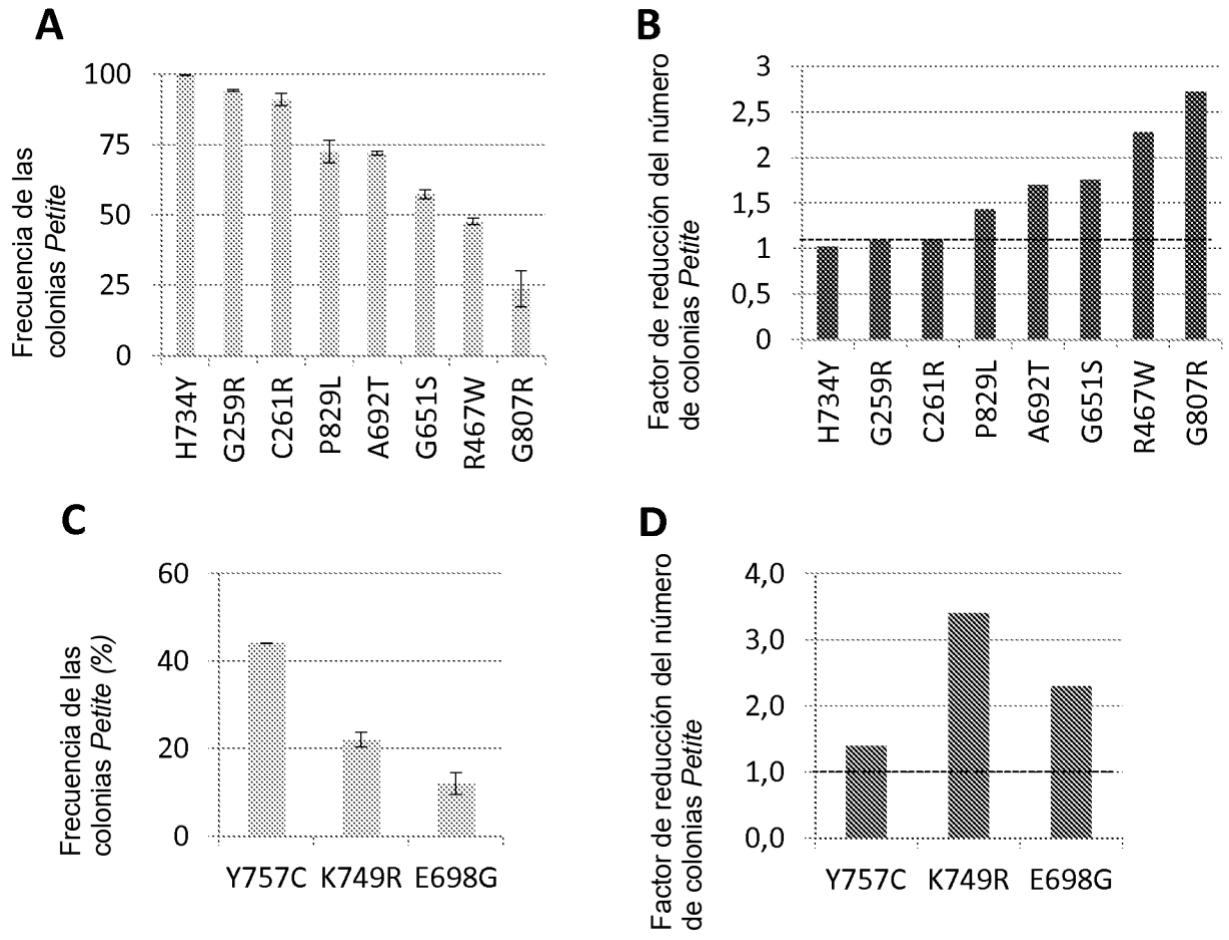 A
Frecuencia de las
colonias Petite
100
75
50
25
0
H734Y
G259R
C261R
P829L
A692T
G651S
R467W
G807R
B
Factor de reducción del número
de colonias Petite
3
2,5
2
1,5
1
0,5
0
H734Y
G259R
C261R
P829L
A692T
G651S
R467W
G807R
C
Frecuencia de las
colonias Petite (%)
60
40
20
0
Y757C K749R E698G
D
Factor de reducción del número
de colonias Petite
4,0
3,0
2,0
1,0
0,0
Y757C K749R E698G